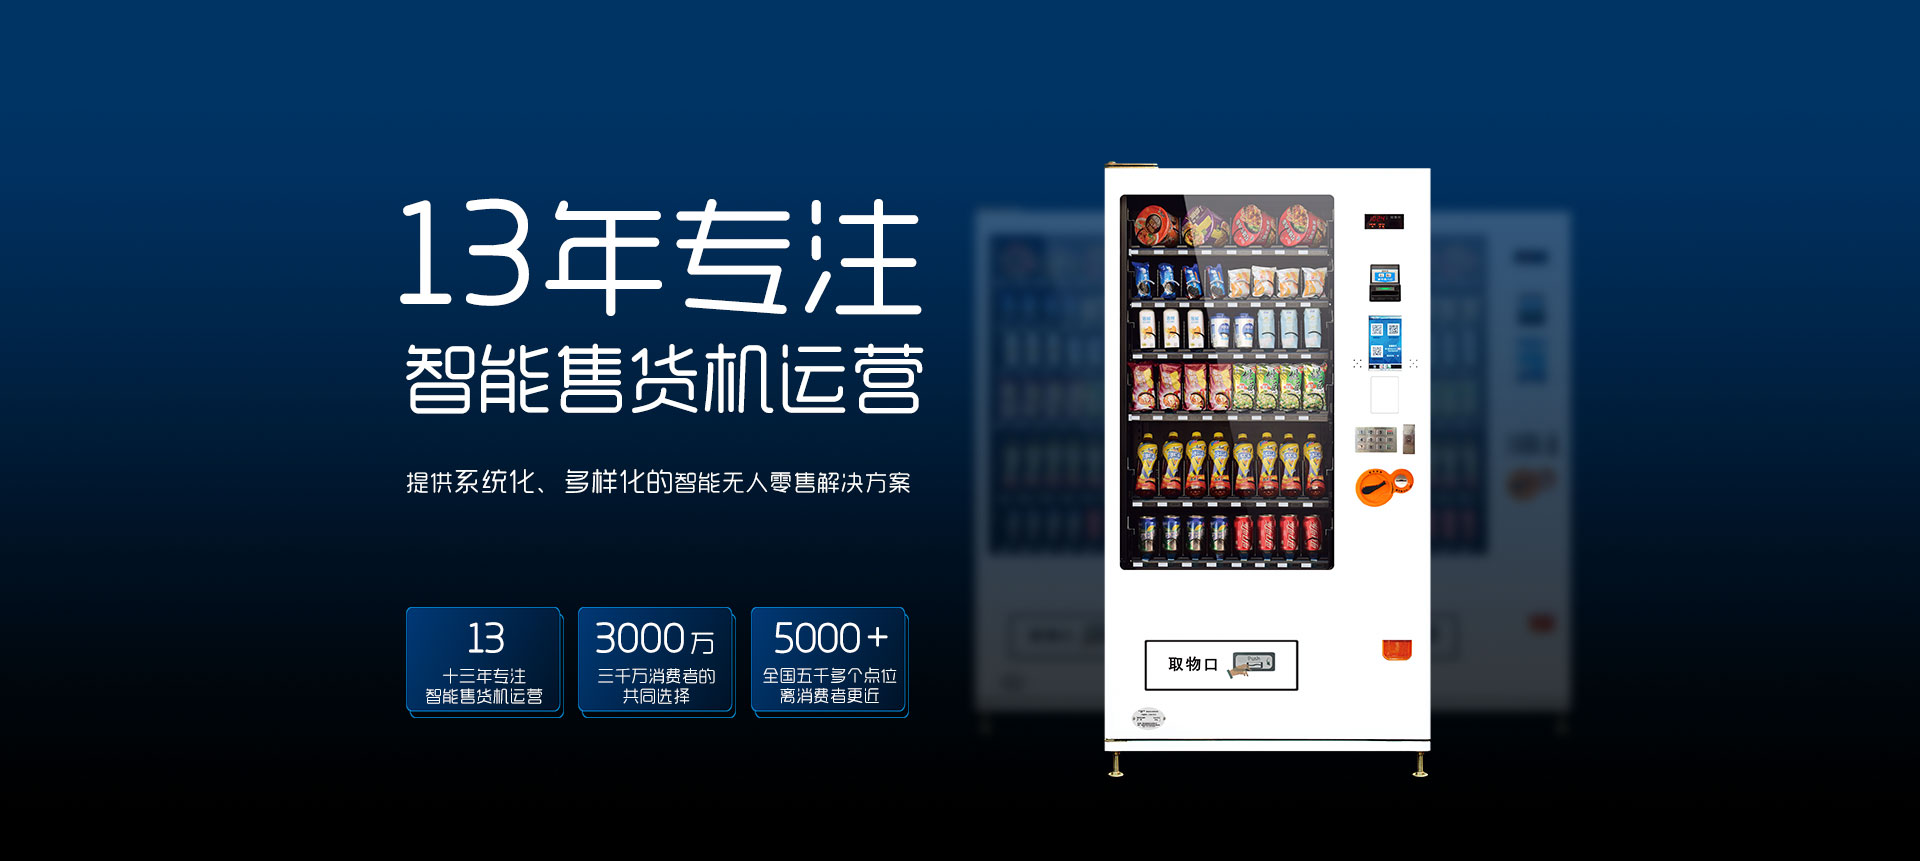 13年专注
智能售货机运营
提供系统化、多样化的智能无人零售解决方案
13
十三年专注
智能售货机运营
3000万
三千万消费者的
共同选择
5000+
全国五千多个点位
离消费者更近
取物口
Push